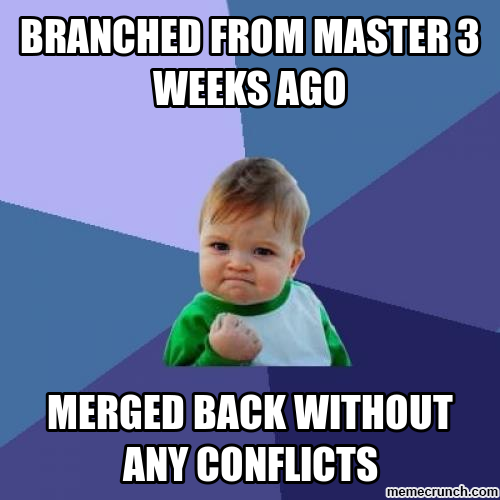 BRANCHED FROM MASTER 3
WEEKS AGO
MERGED BACK WITHOUT
ANY CONFLICTS
memecrunch.com